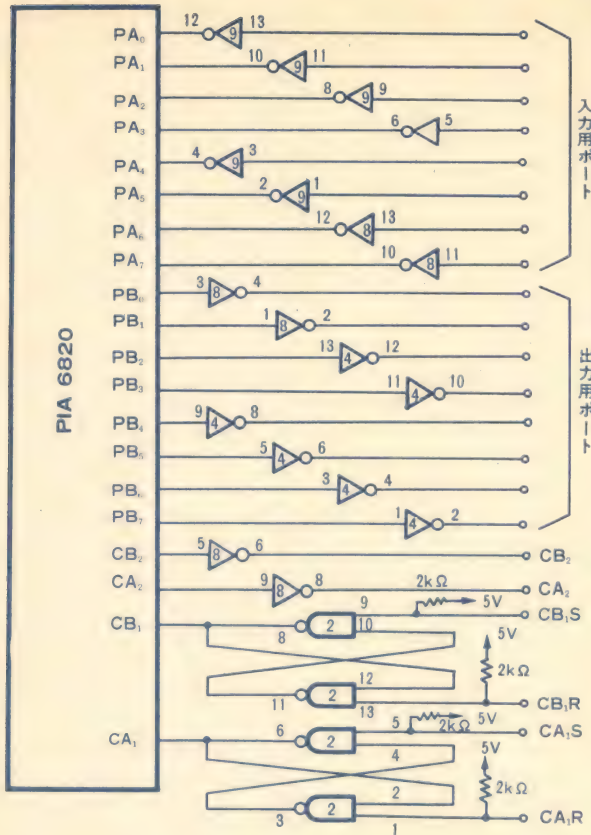 PIA 6820
PA₀ 12 9 13
PA₁ 10 9 11
PA₂ 8 9 9
PA₃ 6 5
PA₄ 4 9 3
PA₅ 2 9 1
PA₆ 12 8 13
PA₇ 10 8 11
入力用ポート
PB₀ 3 8 4
PB₁ 1 8 2
PB₂ 13 4 12
PB₃ 11 4 10
PB₄ 9 4 8
PB₅ 5 4 6
PB₆ 3 4 4
PB₇ 1 4 2
出力用ポート
CB₂ 5 8 6 CB₂
CA₂ 9 8 8 CA₂
2kΩ 5V
CB₁ 8 2 9 10 CB₁S
5V
2kΩ
11 2 12 13 CB₁R
CA₁ 6 2 5 4 CA₁S
2kΩ 5V
5V
2kΩ
3 2 2 1 CA₁R